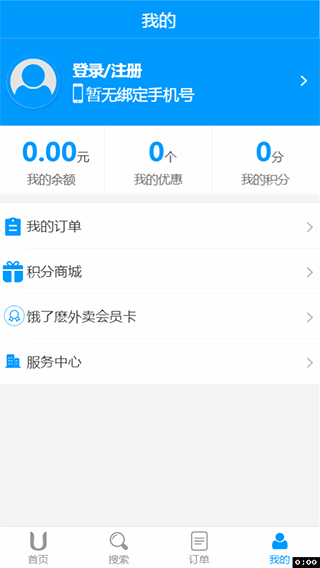 我的
登录/注册
暂无绑定手机号
0.00元
0个
0分
我的余额
我的优惠
我的积分
我的订单
积分商城
饿了麽外卖会员卡
服务中心
首页
搜索
订单
我的
0:00